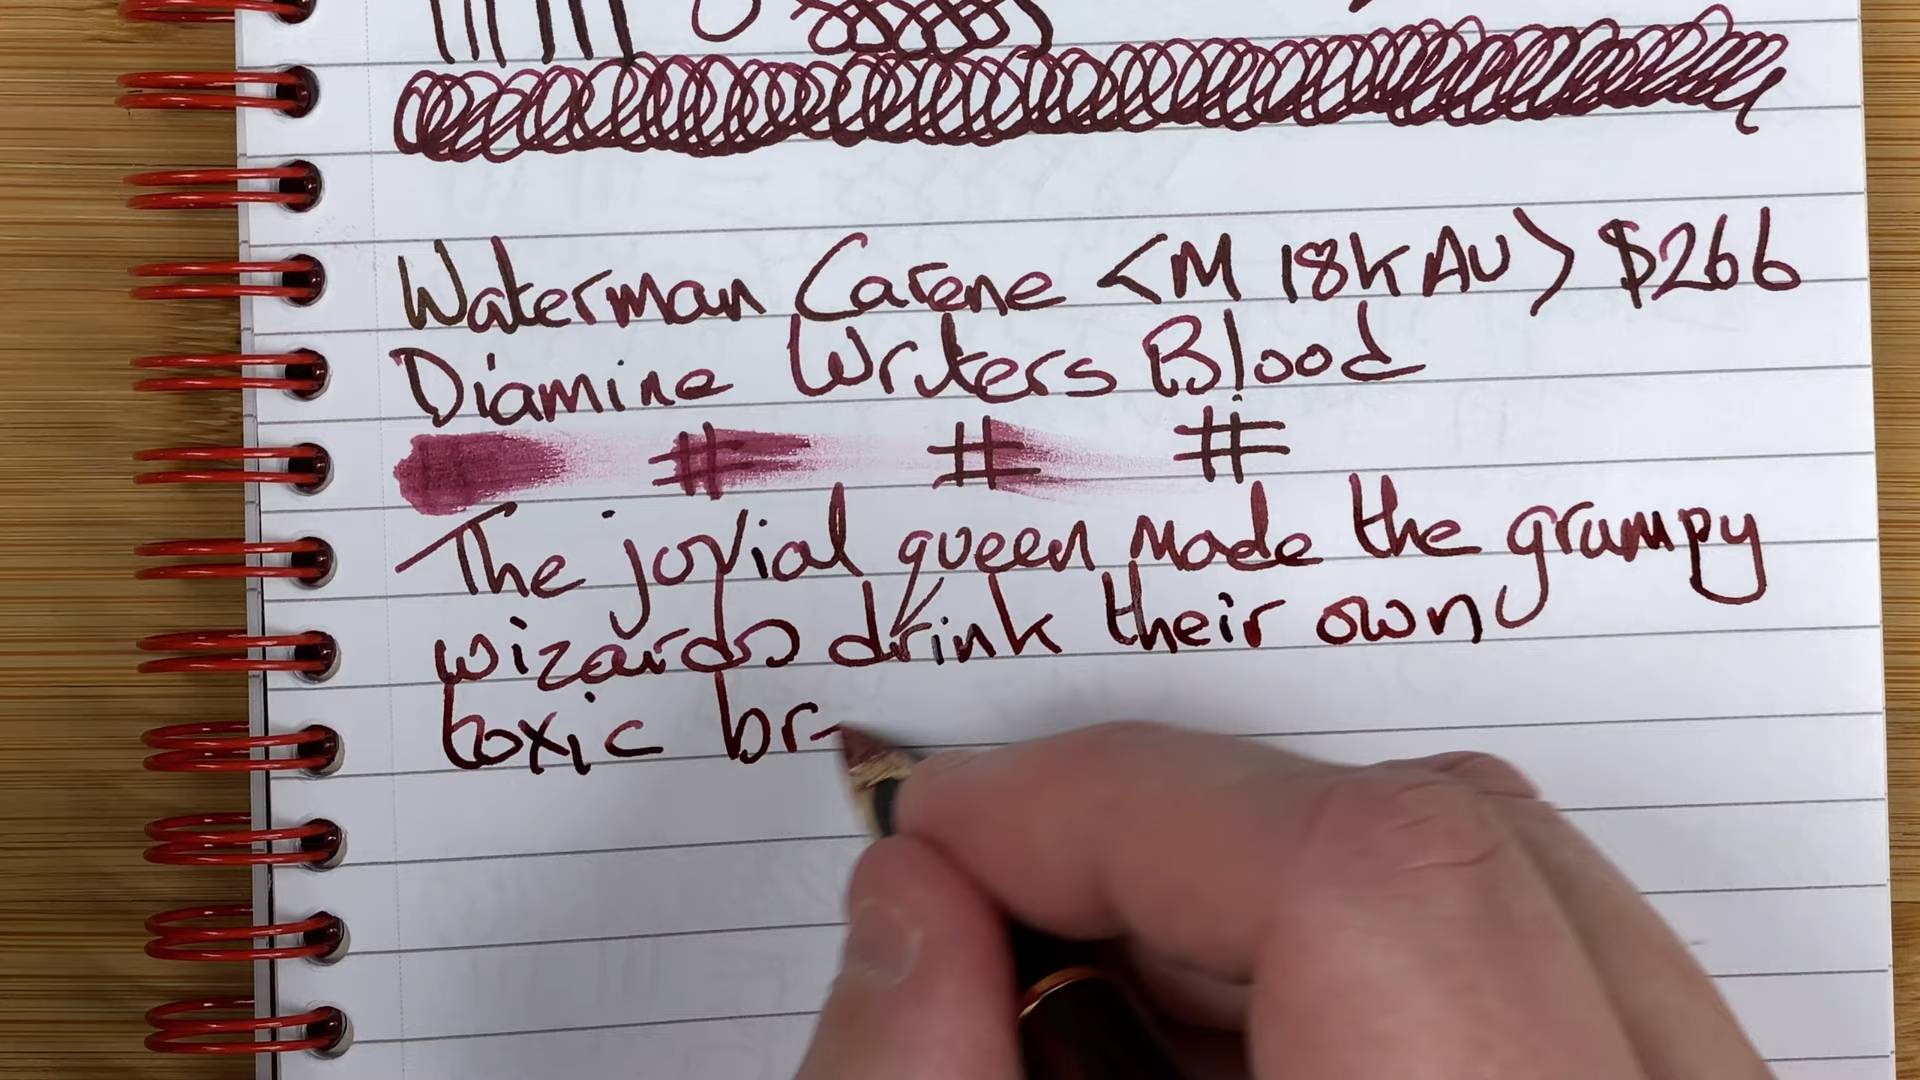 Waterman Carene <M 18K AU> $266
Diamine Writers Blood
# # #
The jovial queen made the grumpy
wizards drink their own
toxic br